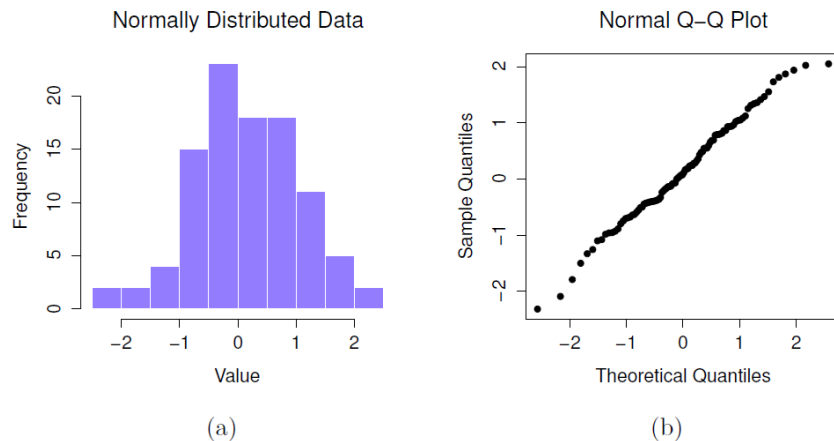 Normally Distributed Data
Frequency
20
15
10
5
0
−2
−1
0
1
2
Value
(a)
Normal Q−Q Plot
Sample Quantiles
2
1
0
−1
−2
−2
−1
0
1
2
Theoretical Quantiles
(b)